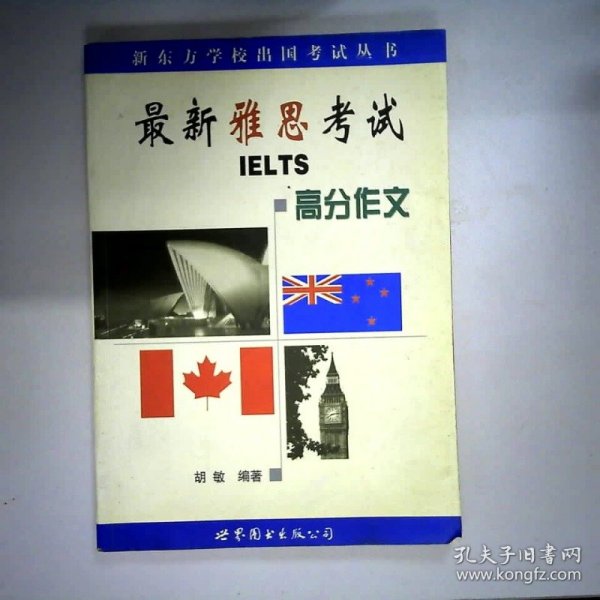 新东方学校出国考试丛书
最新雅思考试
IELTS
高分作文
胡敏 编著
世界图书出版公司
孔夫子旧书网
www.kongfz.com